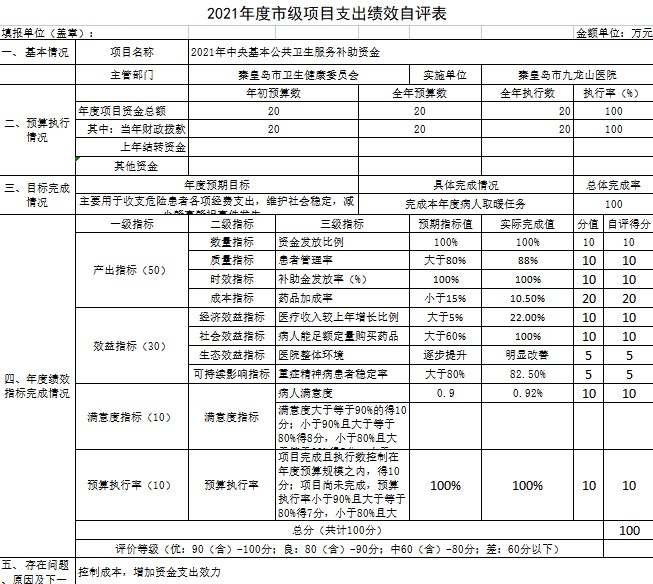 2021年度市级项目支出绩效自评表
填报单位（盖章）： 金额单位：万元
一、基本情况 项目名称 2021年中央基本公共卫生服务补助资金
主管部门 秦皇岛市卫生健康委员会 实施单位 秦皇岛市九龙山医院
二、预算执行情况 年初预算数 全年预算数 全年执行数 执行率（%）
年度项目资金总额 20 20 20 100
其中：当年财政拨款 20 20 20 100
上年结转资金
其他资金
三、目标完成情况 年度预期目标 具体完成情况 总体完成率
主要用于收支危险患者各项经费支出，维护社会稳定，减 完成本年度病人取暖任务 100
四、年度绩效指标完成情况 一级指标 二级指标 三级指标 预期指标值 实际完成值 分值 自评得分
产出指标（50） 数量指标 资金发放比例 100% 100% 10 10
质量指标 患者管理率 大于80% 88% 10 10
时效指标 补助金发放率（%） 100% 100% 10 10
成本指标 药品加成率 小于15% 10.50% 20 20
效益指标（30） 经济效益指标 医疗收入较上年增长比例 大于5% 22.00% 10 10
社会效益指标 病人能足额定量购买药品 大于60% 100% 10 10
生态效益指标 医院整体环境 逐步提升 明显改善 5 5
可持续影响指标 重症精神病患者稳定率 大于80% 82.50% 5 5
满意度指标（10） 满意度指标 病人满意度 0.9 0.92% 10 10
满意度大于等于90%的得10
分；小于90%且大于等于
80%得8分，小于80%且大
预算执行率（10） 预算执行率 项目完成且执行数控制在
年度预算规模之内，得10
分；项目尚未完成，预算
执行率小于90%且大于等于
80%得7分，小于80%且大 100% 100% 10 10
总分（共计100分） 100
评价等级（优：90（含）-100分；良：80（含）-90分；中60（含）-80分；差：60分以下）
五、存在问题、原因及下一 控制成本，增加资金支出效力